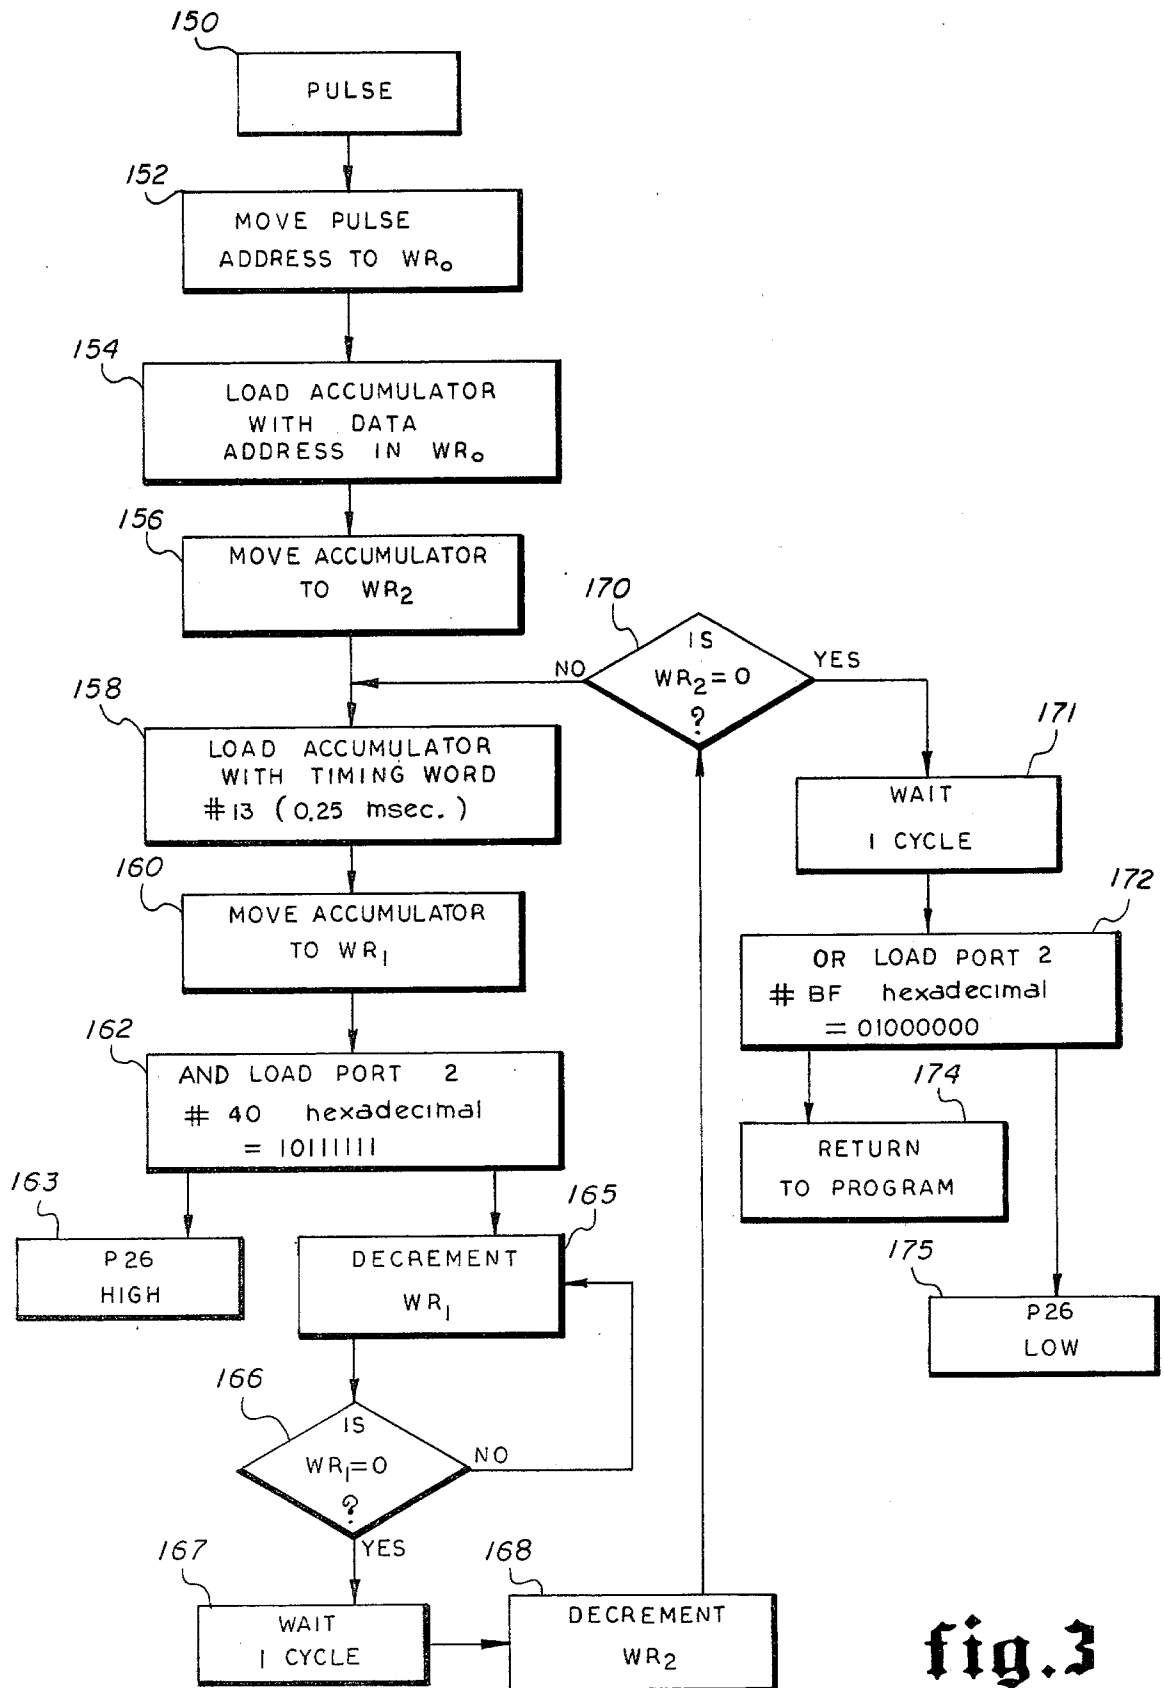 150
PULSE
152
MOVE PULSE
ADDRESS TO WR₀
154
LOAD ACCUMULATOR
WITH DATA
ADDRESS IN WR₀
156
MOVE ACCUMULATOR
TO WR₂
170
IS
WR₂ = 0
?
NO
YES
158
LOAD ACCUMULATOR
WITH TIMING WORD
#13 (0.25 msec.)
171
WAIT
1 CYCLE
160
MOVE ACCUMULATOR
TO WR₁
172
OR LOAD PORT 2
# BF hexadecimal
= 01000000
162
AND LOAD PORT 2
# 40 hexadecimal
= 10111111
174
RETURN
TO PROGRAM
163
P26
HIGH
165
DECREMENT
WR₁
175
P26
LOW
166
IS
WR₁=0
?
NO
YES
167
WAIT
1 CYCLE
168
DECREMENT
WR₂
fig.3